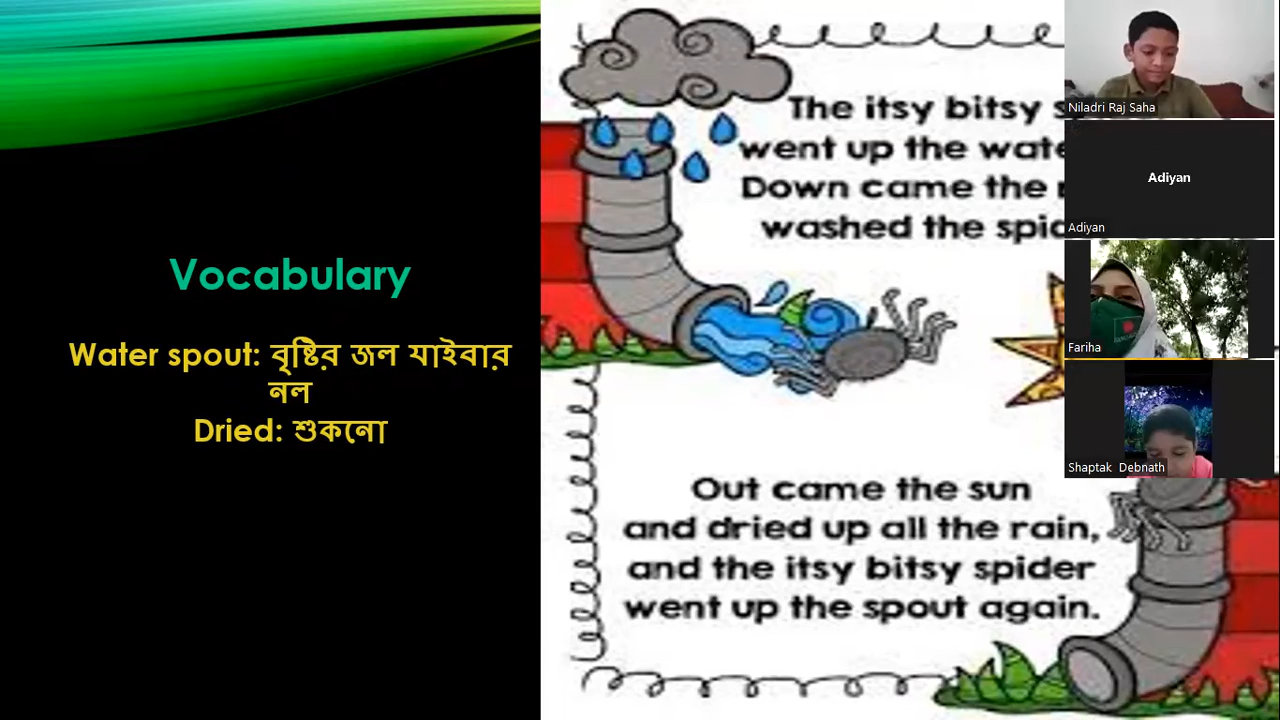 Vocabulary
Water spout: বৃষ্টির জল যাইবার
নল
Dried: শুকনো
The itsy bitsy
went up the
Down came the
washed the
Out came the sun
and dried up all the rain,
and the itsy bitsy spider
went up the spout again.
Niladri Raj Saha
Adiyan
Adiyan
Fariha
Shaptak Debnath